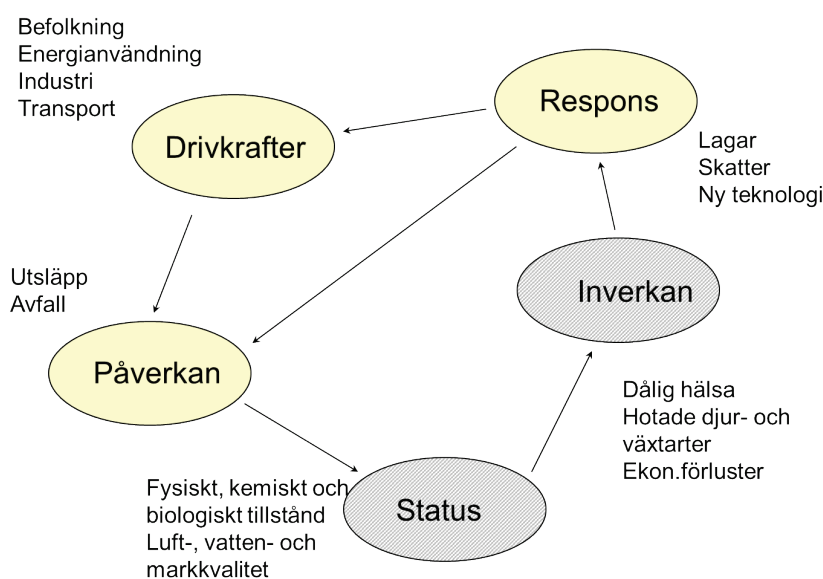 Befolkning
Energianvändning
Industri
Transport
Drivkrafter
Respons
Lagar
Skatter
Ny teknologi
Utsläpp
Avfall
Påverkan
Inverkan
Dålig hälsa
Hotade djur- och
växtarter
Ekon.förluster
Fysiskt, kemiskt och
biologiskt tillstånd
Luft-, vatten- och
markkvalitet
Status